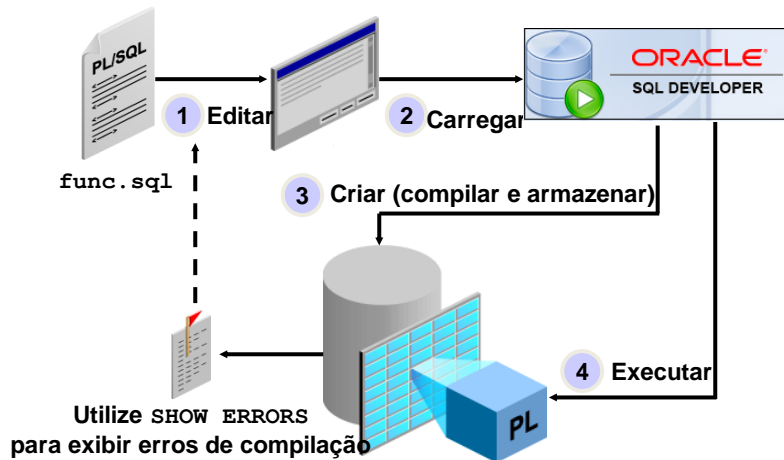 PL/SQL
ORACLE
SQL DEVELOPER
1 Editar
2 Carregar
func.sql
3 Criar (compilar e armazenar)
4 Executar
PL
Utilize SHOW ERRORS
para exibir erros de compilação